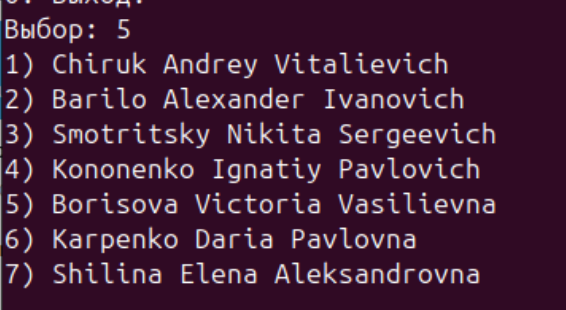 0. Выход.
Выбор: 5
1) Chiruk Andrey Vitalievich
2) Barilo Alexander Ivanovich
3) Smotritsky Nikita Sergeevich
4) Kononenko Ignatiy Pavlovich
5) Borisova Victoria Vasilievna
6) Karpenko Daria Pavlovna
7) Shilina Elena Aleksandrovna